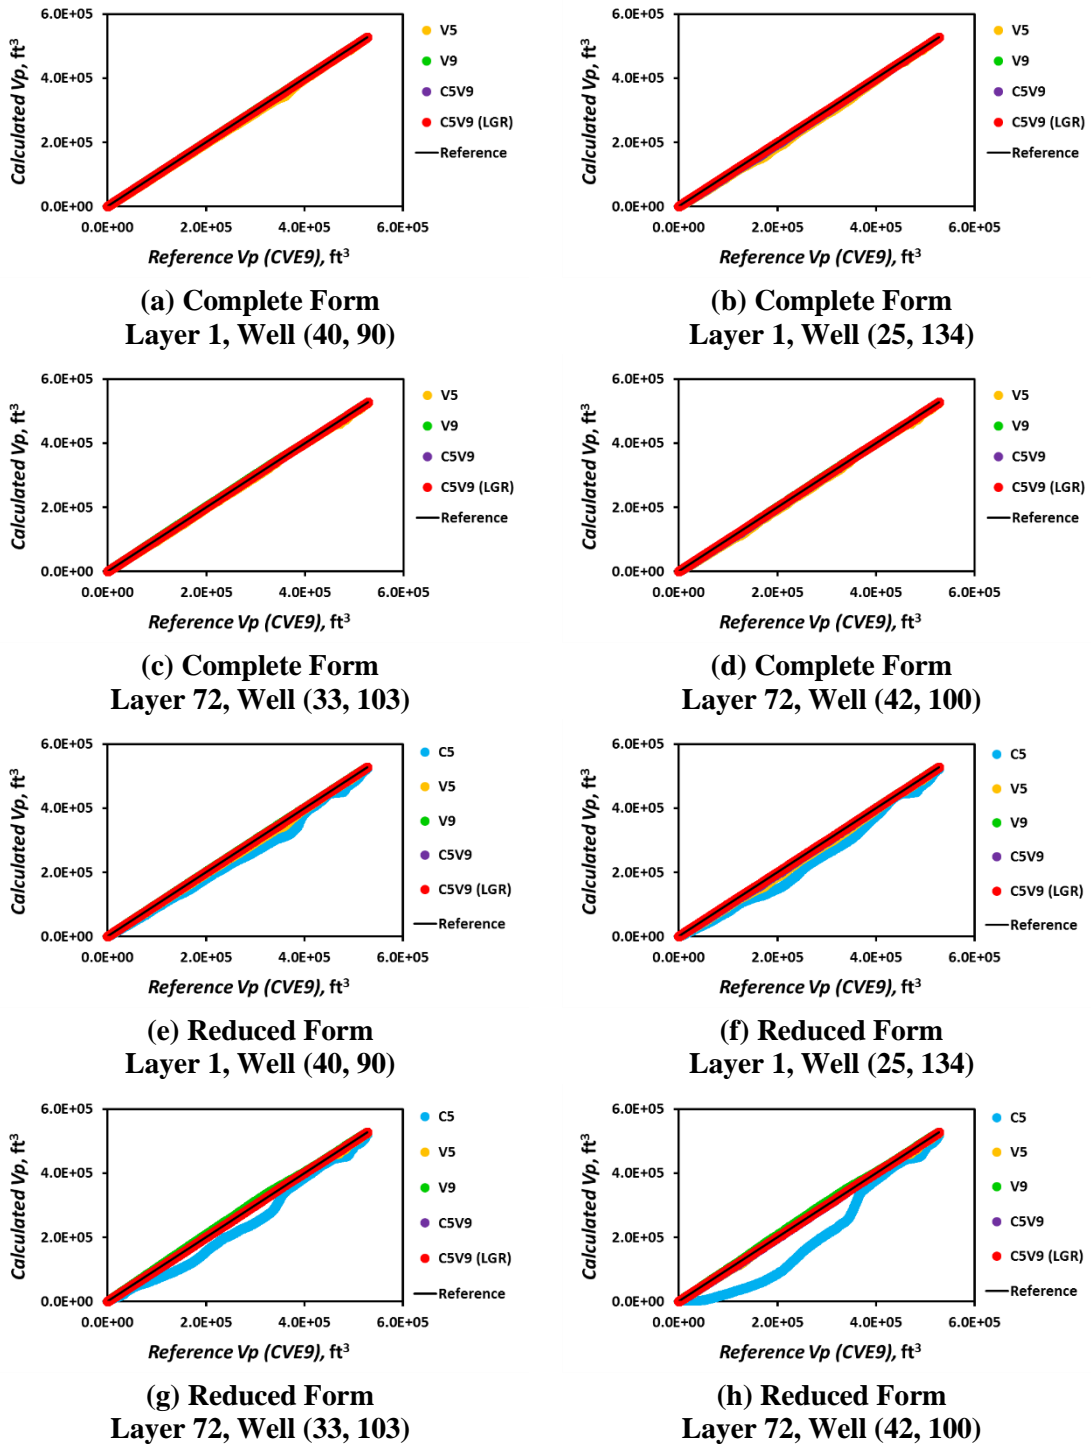 6.0E+05
4.0E+05
2.0E+05
0.0E+00
0.0E+00 2.0E+05 4.0E+05 6.0E+05
Calculated Vp, ft³
Reference Vp (CVE9), ft³
V5
V9
C5V9
C5V9 (LGR)
Reference
(a) Complete Form
Layer 1, Well (40, 90)
6.0E+05
4.0E+05
2.0E+05
0.0E+00
0.0E+00 2.0E+05 4.0E+05 6.0E+05
Calculated Vp, ft³
Reference Vp (CVE9), ft³
V5
V9
C5V9
C5V9 (LGR)
Reference
(b) Complete Form
Layer 1, Well (25, 134)
6.0E+05
4.0E+05
2.0E+05
0.0E+00
0.0E+00 2.0E+05 4.0E+05 6.0E+05
Calculated Vp, ft³
Reference Vp (CVE9), ft³
V5
V9
C5V9
C5V9 (LGR)
Reference
(c) Complete Form
Layer 72, Well (33, 103)
6.0E+05
4.0E+05
2.0E+05
0.0E+00
0.0E+00 2.0E+05 4.0E+05 6.0E+05
Calculated Vp, ft³
Reference Vp (CVE9), ft³
V5
V9
C5V9
C5V9 (LGR)
Reference
(d) Complete Form
Layer 72, Well (42, 100)
6.0E+05
4.0E+05
2.0E+05
0.0E+00
0.0E+00 2.0E+05 4.0E+05 6.0E+05
Calculated Vp, ft³
Reference Vp (CVE9), ft³
C5
V5
V9
C5V9
C5V9 (LGR)
Reference
(e) Reduced Form
Layer 1, Well (40, 90)
6.0E+05
4.0E+05
2.0E+05
0.0E+00
0.0E+00 2.0E+05 4.0E+05 6.0E+05
Calculated Vp, ft³
Reference Vp (CVE9), ft³
C5
V5
V9
C5V9
C5V9 (LGR)
Reference
(f) Reduced Form
Layer 1, Well (25, 134)
6.0E+05
4.0E+05
2.0E+05
0.0E+00
0.0E+00 2.0E+05 4.0E+05 6.0E+05
Calculated Vp, ft³
Reference Vp (CVE9), ft³
C5
V5
V9
C5V9
C5V9 (LGR)
Reference
(g) Reduced Form
Layer 72, Well (33, 103)
6.0E+05
4.0E+05
2.0E+05
0.0E+00
0.0E+00 2.0E+05 4.0E+05 6.0E+05
Calculated Vp, ft³
Reference Vp (CVE9), ft³
C5
V5
V9
C5V9
C5V9 (LGR)
Reference
(h) Reduced Form
Layer 72, Well (42, 100)